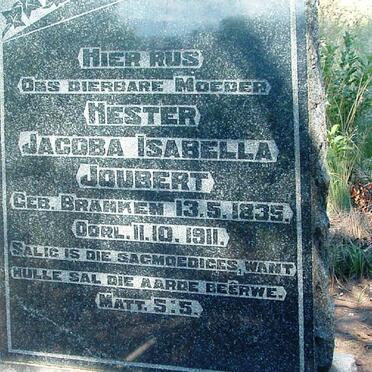 HIER RUS
ONS DIERBARE MOEDER
HESTER
JACOBA ISABELLA
JOUBERT
GEB. BRANKEN 13.5.1835.
OORL. 11.10.1911.
SALIG IS DIE SAGMOEDIGES, WANT
HULLE SAL DIE AARDE BEËRWE.
MATT. 5:5.